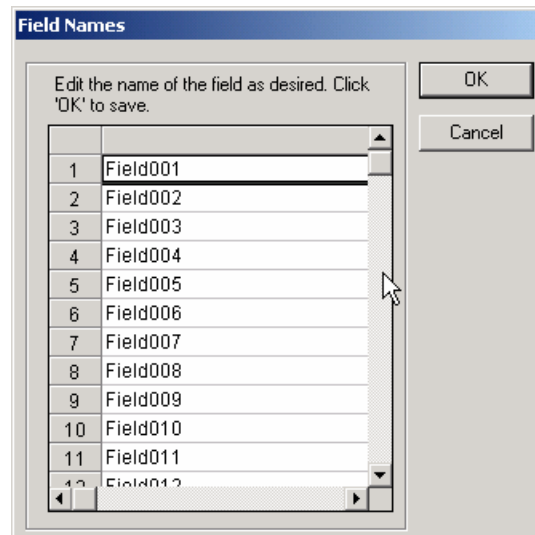 Field Names
Edit the name of the field as desired. Click
'OK' to save.
OK
Cancel
1 Field001
2 Field002
3 Field003
4 Field004
5 Field005
6 Field006
7 Field007
8 Field008
9 Field009
10 Field010
11 Field011
12 Field012